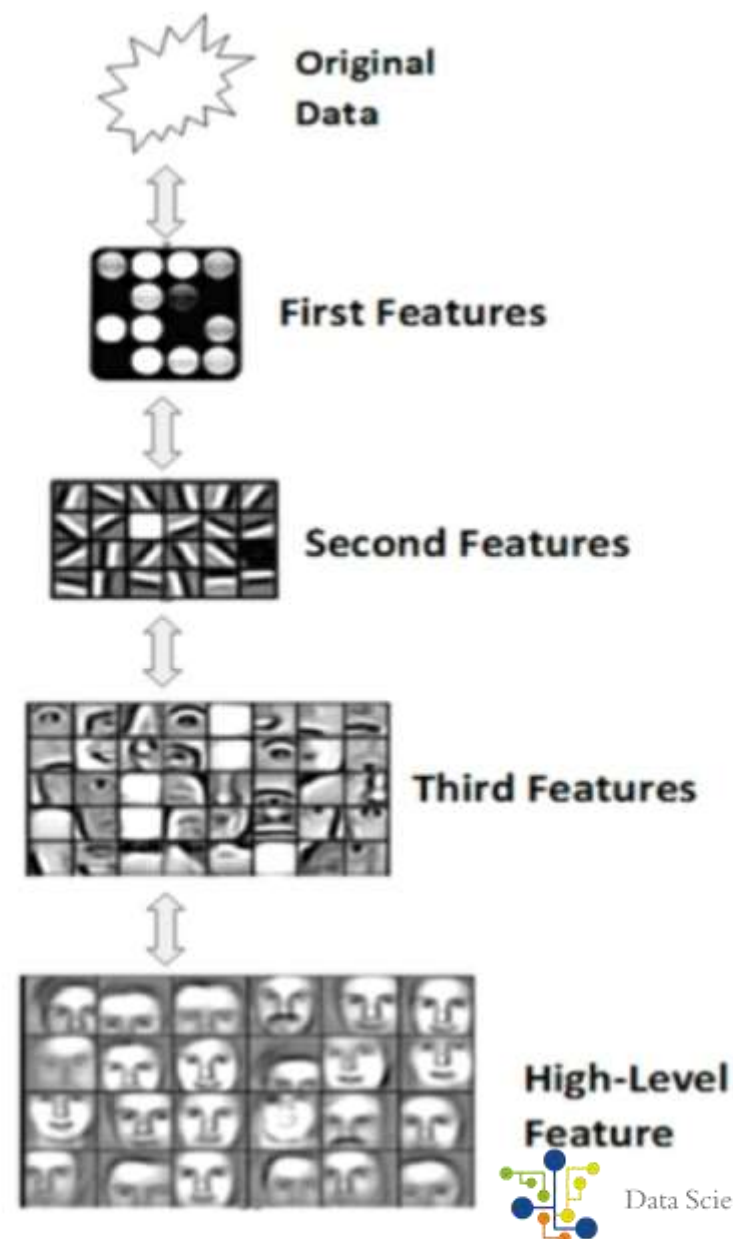 Original
Data
First Features
Second Features
Third Features
High-Level
Feature
Data Scie